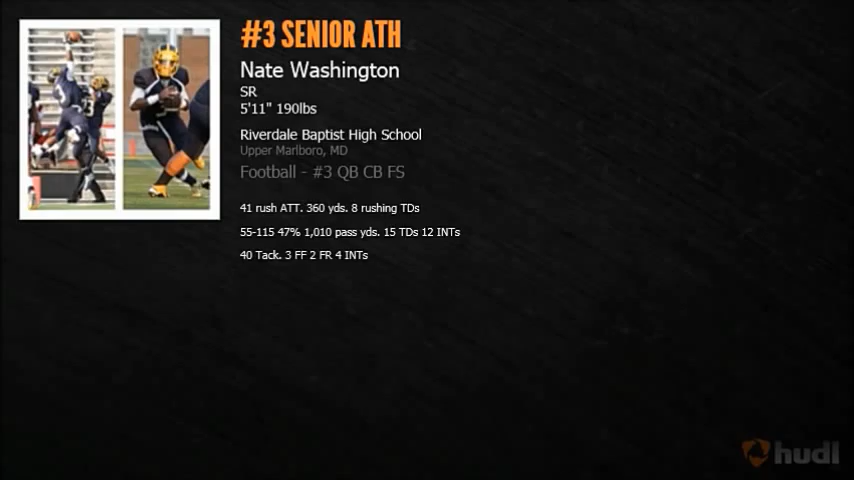 #3 SENIOR ATH
Nate Washington
SR
5'11" 190lbs
Riverdale Baptist High School
Upper Marlboro, MD
Football - #3 QB CB FS
41 rush ATT. 360 yds. 8 rushing TDs
55-115 47% 1,010 pass yds. 15 TDs 12 INTs
40 Tack. 3 FF 2 FR 4 INTs
hudl